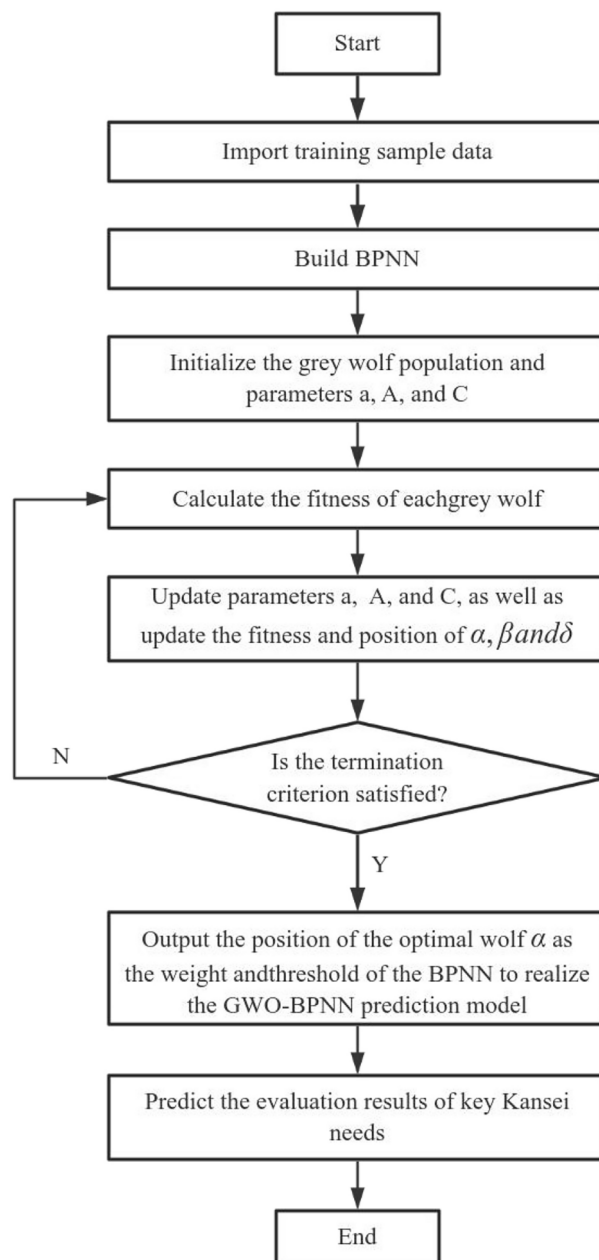 Start
Import training sample data
Build BPNN
Initialize the grey wolf population and
parameters a, A, and C
Calculate the fitness of eachgrey wolf
Update parameters a, A, and C, as well as
update the fitness and position of α, βandδ
Is the termination
criterion satisfied?
N
Y
Output the position of the optimal wolf α as
the weight andthreshold of the BPNN to realize
the GWO-BPNN prediction model
Predict the evaluation results of key Kansei
needs
End